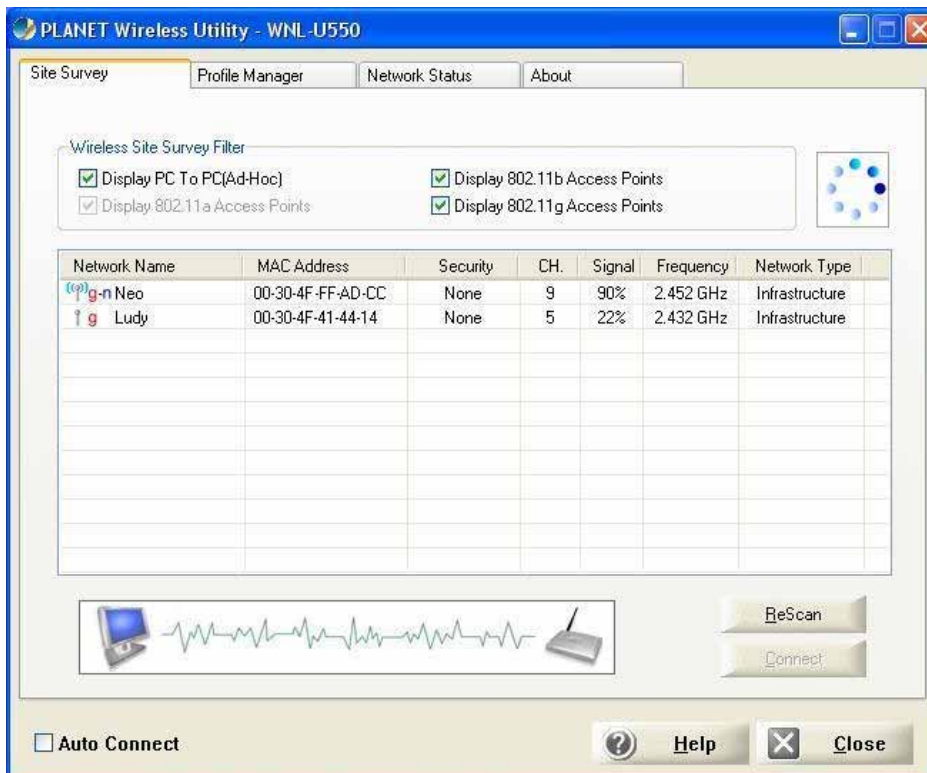 PLANET Wireless Utility - WNL-U550
Site Survey Profile Manager Network Status About
Wireless Site Survey Filter
Display PC To PC(Ad-Hoc) Display 802.11b Access Points
Display 802.11a Access Points Display 802.11g Access Points
Network Name MAC Address Security CH. Signal Frequency Network Type
g-n Neo 00-30-4F-FF-AD-CC None 9 90% 2.452 GHz Infrastructure
g Ludy 00-30-4F-41-44-14 None 5 22% 2.432 GHz Infrastructure
ReScan
Connect
Auto Connect Help Close